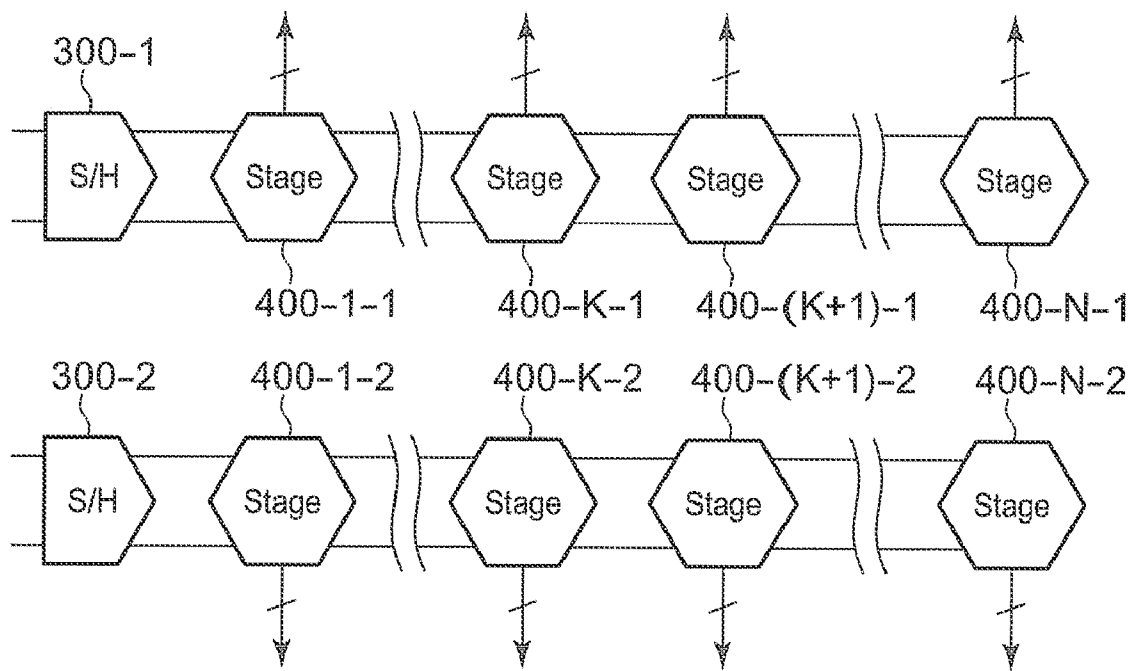 300-1
S/H Stage Stage Stage Stage
400-1-1 400-K-1 400-(K+1)-1 400-N-1
300-2 400-1-2 400-K-2 400-(K+1)-2 400-N-2
S/H Stage Stage Stage Stage